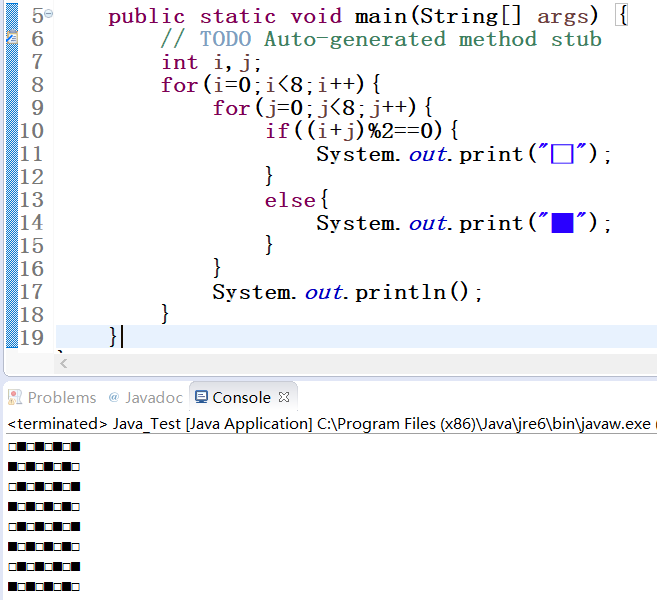 5 public static void main(String[] args) {
6 // TODO Auto-generated method stub
7 int i,j;
8 for(i=0;i<8;i++){
9 for(j=0;j<8;j++){
10 if((i+j)%2==0){
11 System.out.print("□");
12 }
13 else{
14 System.out.print("■");
15 }
16 }
17 System.out.println();
18 }
19 }
Problems @ Javadoc Console
<terminated> Java_Test [Java Application] C:\Program Files (x86)\Java\jre6\bin\javaw.exe (
□■□■□■□■
■□■□■□■□
□■□■□■□■
■□■□■□■□
□■□■□■□■
■□■□■□■□
□■□■□■□■
■□■□■□■□